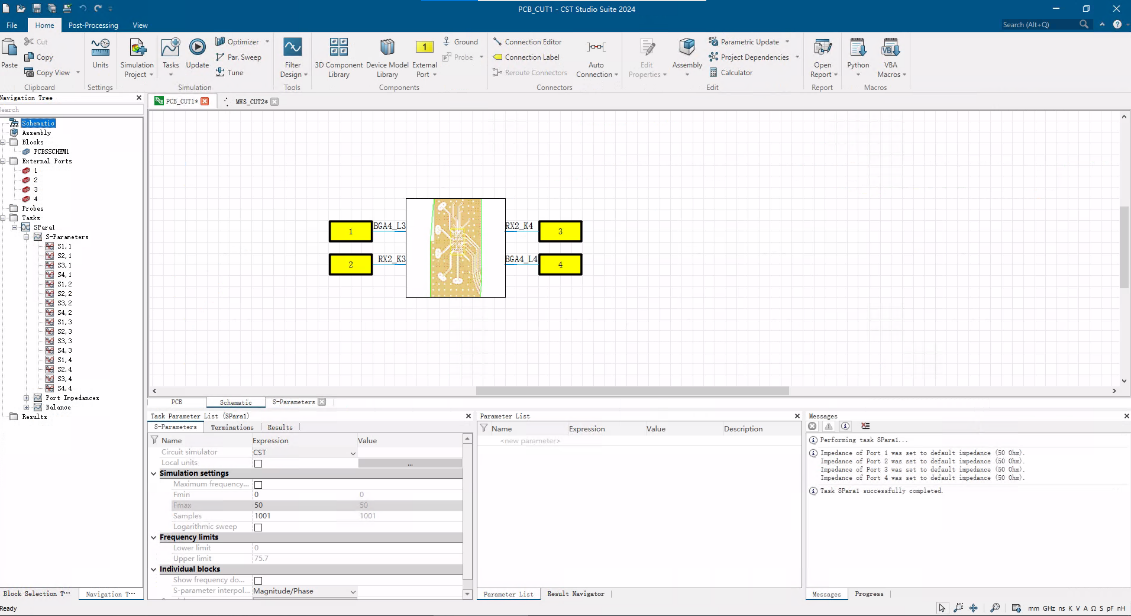 PCB_CUT1 - CST Studio Suite 2024
File Home Post-Processing View
Search (Alt+Q)
Paste
Cut
Copy
Copy View
Clipboard
Units
Settings
Simulation Project
Tasks
Update
Optimizer
Par. Sweep
Tune
Simulation
Filter Design
Tools
3D Component Library
Device Model Library
1
External Port
Ground
Probe
Components
Connection Editor
Connection Label
Reroute Connectors
Auto Connection
Connectors
Edit Properties
Assembly
Parametric Update
Project Dependencies
Calculator
Edit
Open Report
Report
Python
VBA Macros
Macros
Navigation Tree
Search
Schematic
Assembly
Blocks
PCBSSCHEM1
External Ports
1
2
3
4
Probes
Tasks
SPara1
S-Parameters
S1,1
S2,1
S3,1
S4,1
S1,2
S2,2
S3,2
S4,2
S1,3
S2,3
S3,3
S4,3
S1,4
S2,4
S3,4
S4,4
Port Impedances
Balance
Results
Block Selection T... Navigation T...
PCB_CUT1*
MWS_CUT2*
1 BGA4_L3 RX2_K4 3
2 RX2_K3 BGA4_L4 4
PCB Schematic S-Parameters
Task Parameter List (SPara1)
S-Parameters Terminations Results
Name Expression Value
Circuit simulator CST
Local units ...
Simulation settings
Maximum frequency...
Fmin 0 0
Fmax 50 50
Samples 1001 1001
Logarithmic sweep
Frequency limits
Lower limit 0
Upper limit 75.7
Individual blocks
Show frequency do...
S-parameter interpol... Magnitude/Phase
Parameter List
Name Expression Value Description
<new parameter>
Parameter List Result Navigator
Messages
Performing task SPara1...
Impedance of Port 1 was set to default impedance (50 Ohm).
Impedance of Port 2 was set to default impedance (50 Ohm).
Impedance of Port 3 was set to default impedance (50 Ohm).
Impedance of Port 4 was set to default impedance (50 Ohm).
Task SPara1 successfully completed.
Messages Progress
Ready
mm GHz ns K V A Ω S pF nH